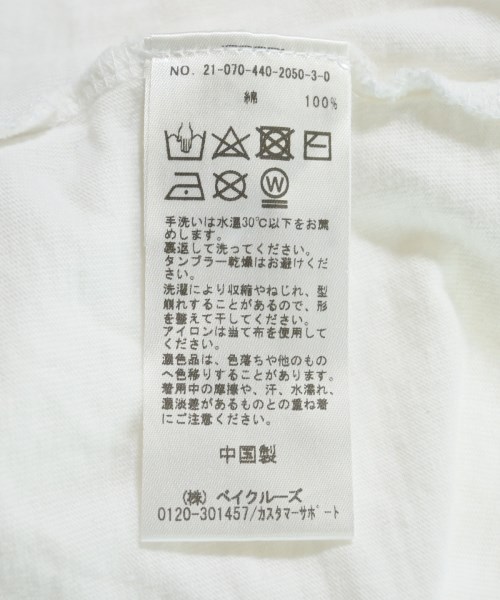 NO. 21-070-440-2050-3-0
綿 100%
W
手洗いは水温30℃以下をお薦
めします。
裏返して洗ってください。
タンブラー乾燥はお避けくだ
さい。
洗濯により収縮やねじれ、型
崩れすることがあるので、形
を整えて干してください。
アイロンは当て布を使用して
ください。
濃色品は、色落ちや他のもの
へ色移りすることがあります。
着用中の摩擦や、汗、水濡れ、
濃淡差があるものとの重ね着
にご注意ください。
中国製
(株) ベイクルーズ
0120-301457/カスタマーサポート